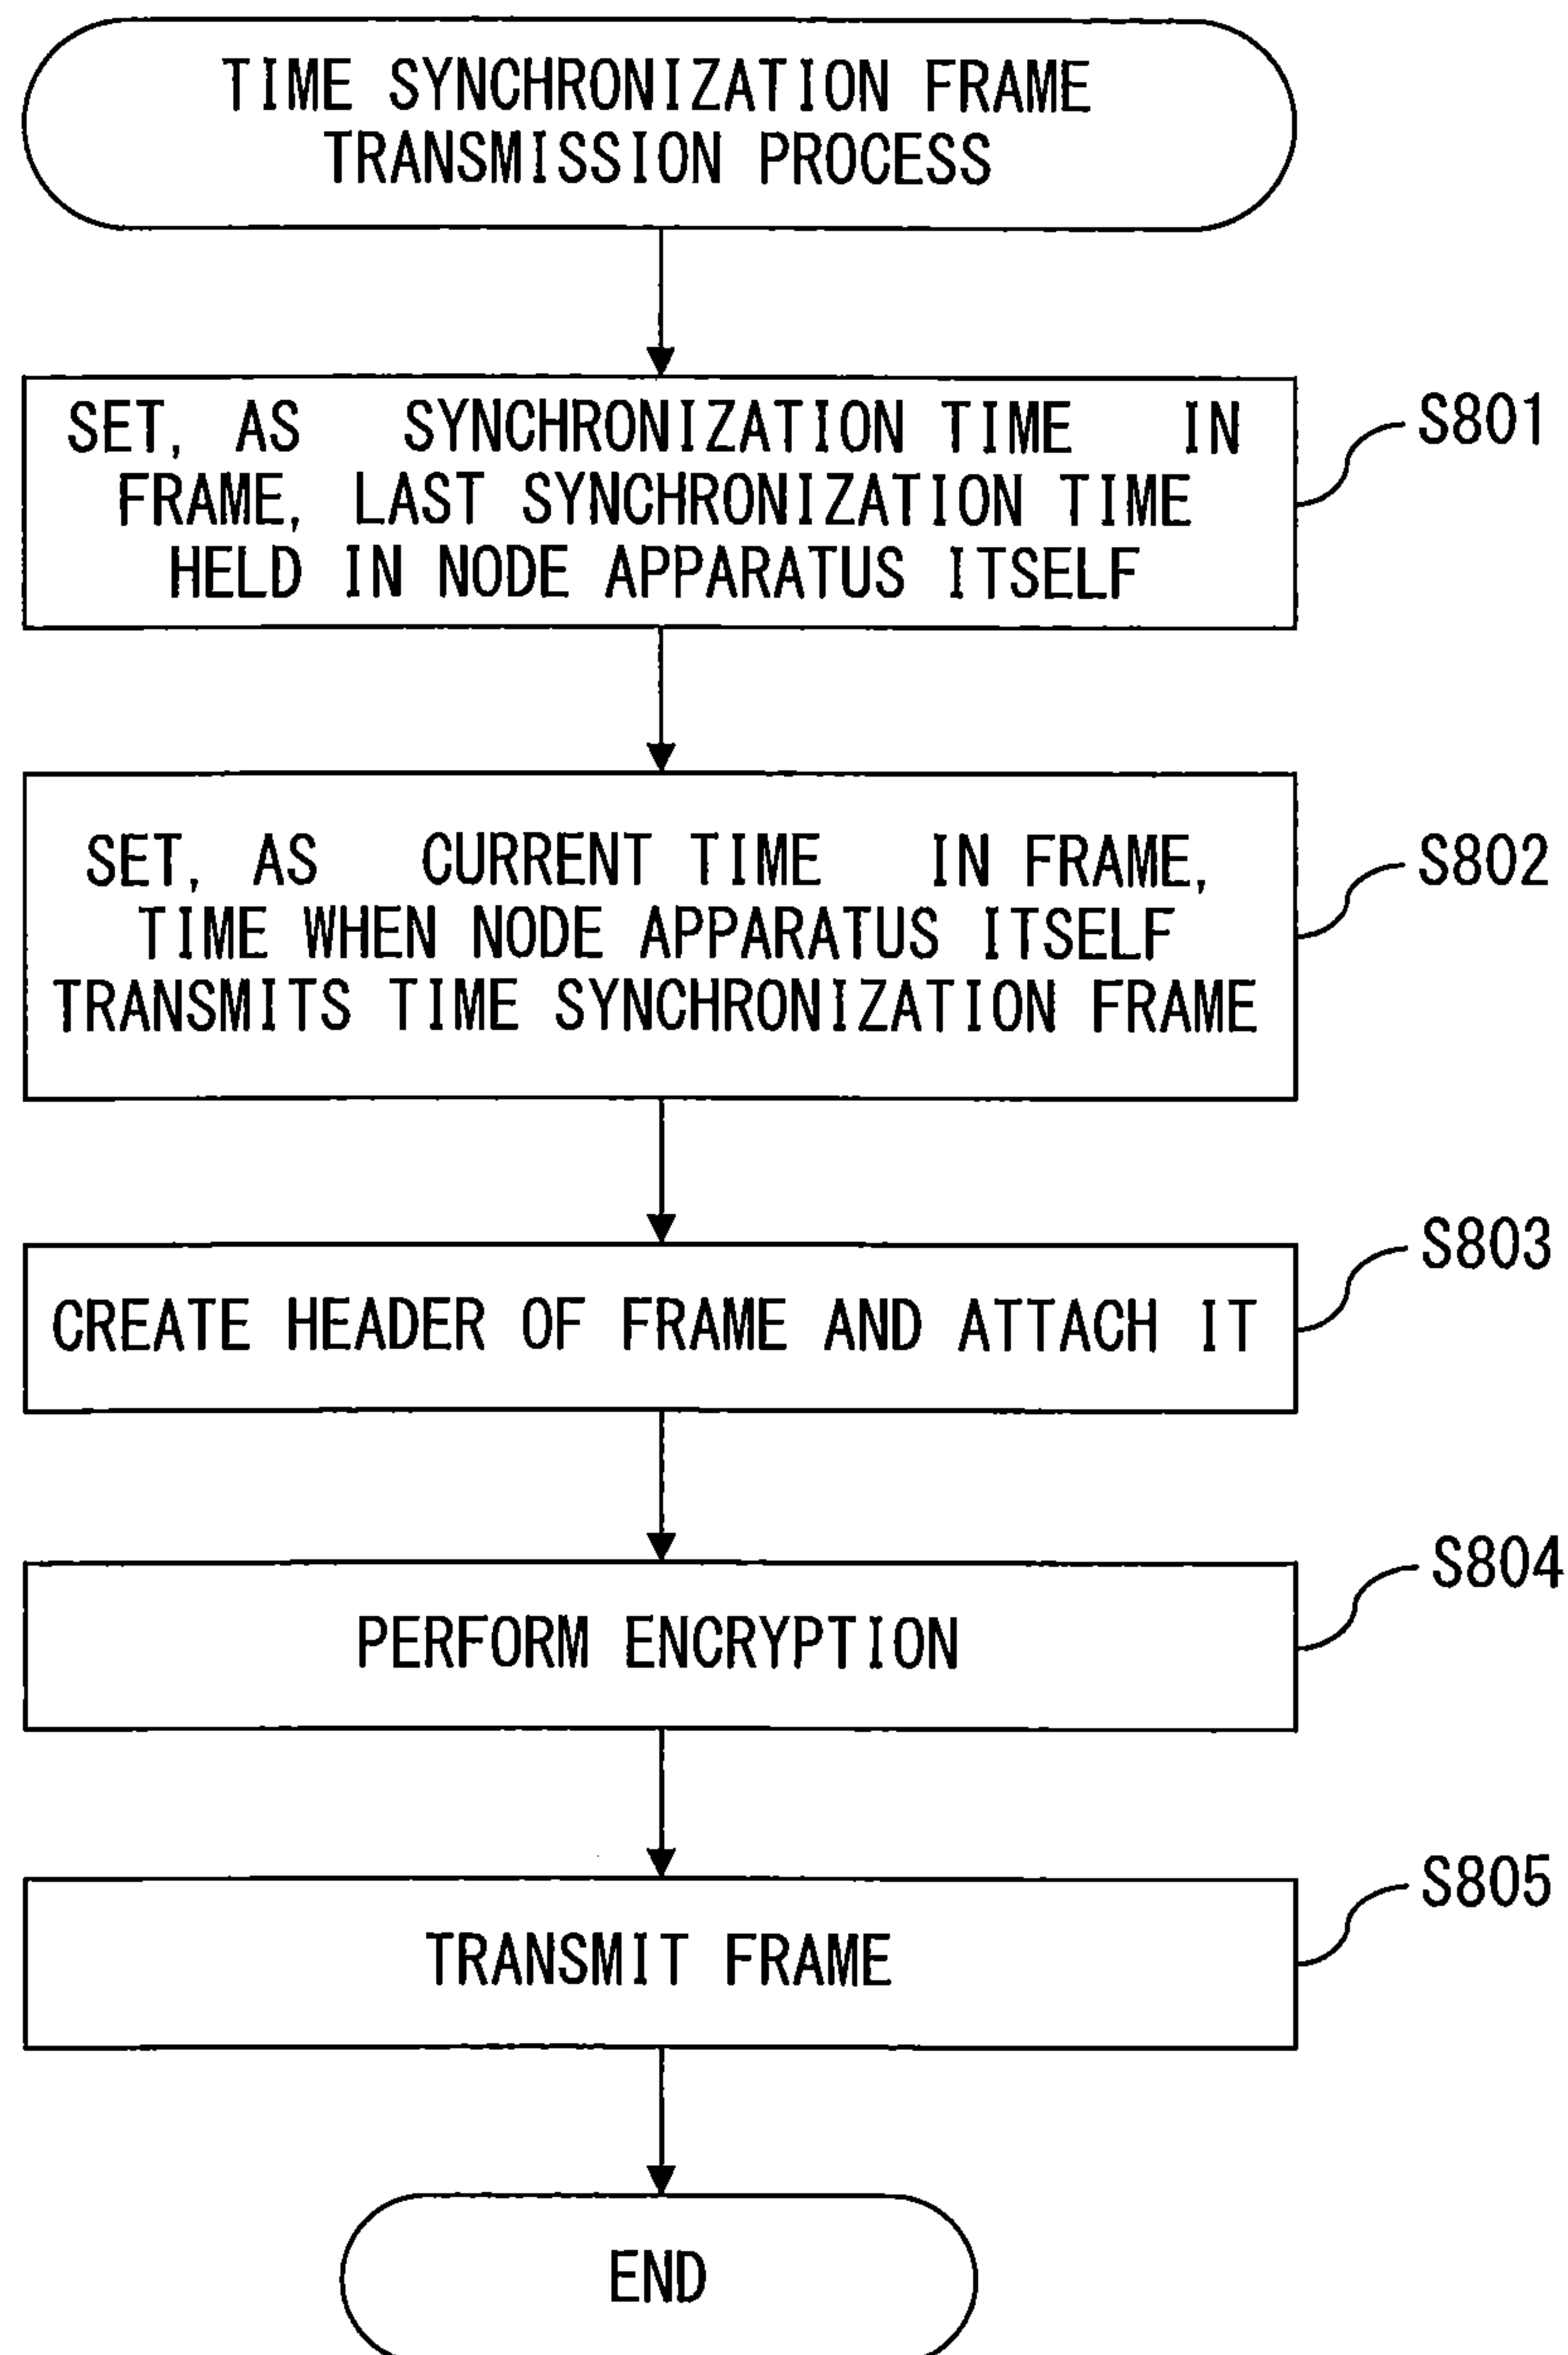 TIME SYNCHRONIZATION FRAME
TRANSMISSION PROCESS
SET, AS SYNCHRONIZATION TIME IN
FRAME, LAST SYNCHRONIZATION TIME
HELD IN NODE APPARATUS ITSELF
S801
SET, AS CURRENT TIME IN FRAME,
TIME WHEN NODE APPARATUS ITSELF
TRANSMITS TIME SYNCHRONIZATION FRAME
S802
CREATE HEADER OF FRAME AND ATTACH IT
S803
PERFORM ENCRYPTION
S804
TRANSMIT FRAME
S805
END